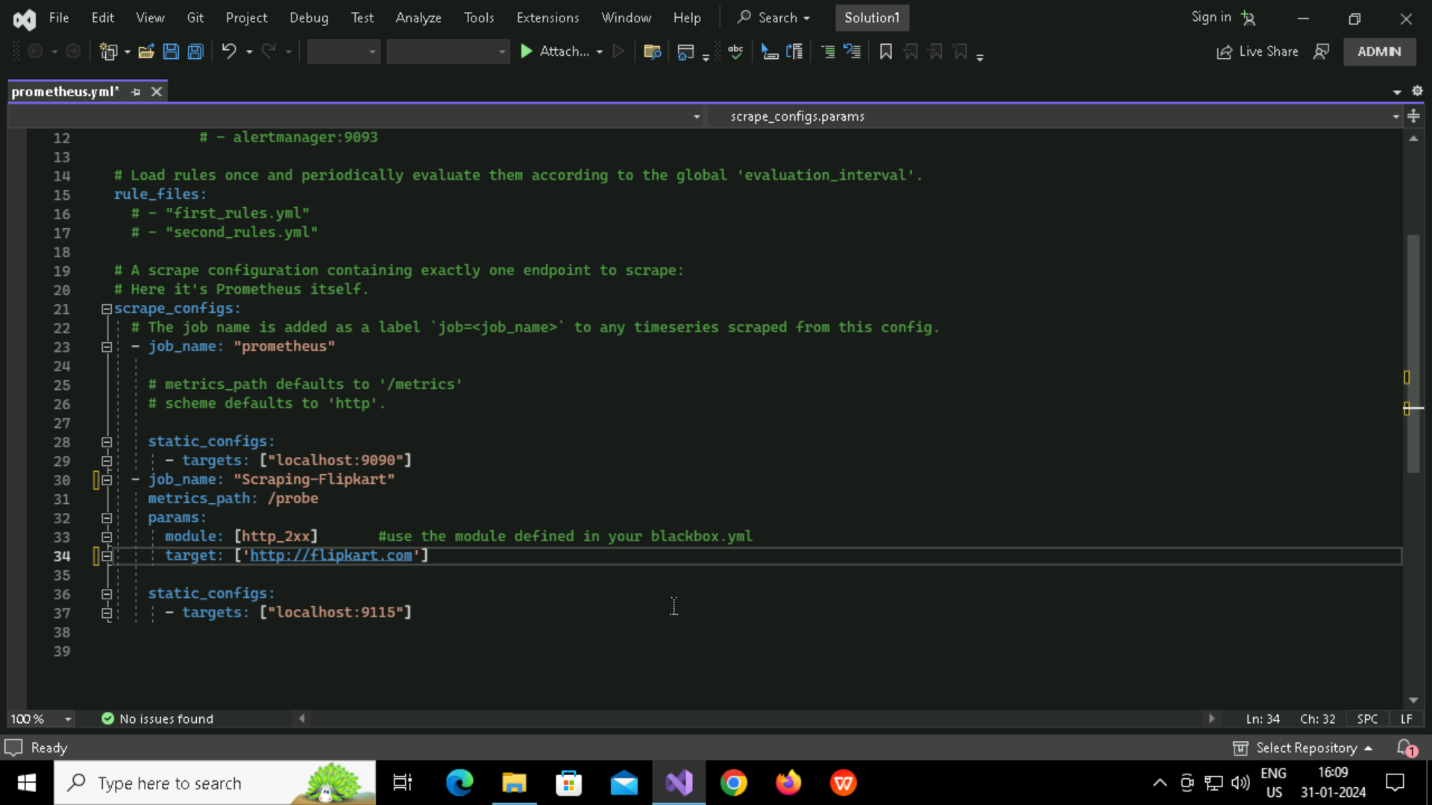 File Edit View Git Project Debug Test Analyze Tools Extensions Window Help Search Solution1 Sign in
Attach... Live Share ADMIN
prometheus.yml*
scrape_configs.params
12 # - alertmanager:9093
13
14 # Load rules once and periodically evaluate them according to the global 'evaluation_interval'.
15 rule_files:
16 # - "first_rules.yml"
17 # - "second_rules.yml"
18
19 # A scrape configuration containing exactly one endpoint to scrape:
20 # Here it's Prometheus itself.
21 scrape_configs:
22 # The job name is added as a label `job=<job_name>` to any timeseries scraped from this config.
23 - job_name: "prometheus"
24
25 # metrics_path defaults to '/metrics'
26 # scheme defaults to 'http'.
27
28 static_configs:
29 - targets: ["localhost:9090"]
30 - job_name: "Scraping-Flipkart"
31 metrics_path: /probe
32 params:
33 module: [http_2xx] #use the module defined in your blackbox.yml
34 target: ['http://flipkart.com']
35
36 static_configs:
37 - targets: ["localhost:9115"]
38
39
100 % No issues found Ln: 34 Ch: 32 SPC LF
Ready Select Repository 1
Type here to search ENG US 16:09 31-01-2024